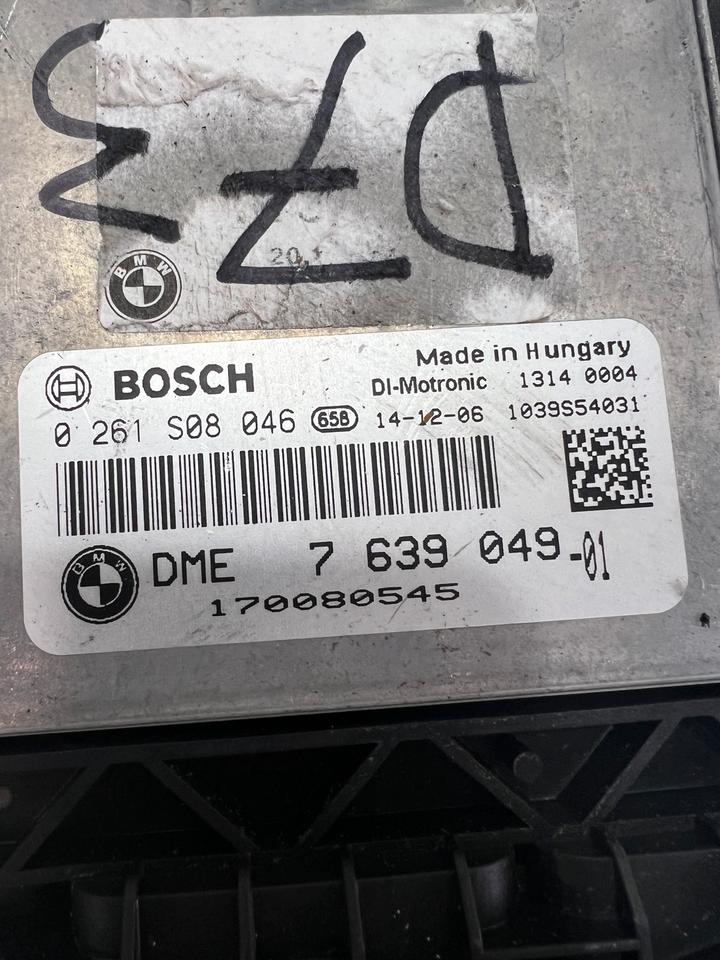 D73
BMW
BOSCH
Made in Hungary
DI-Motronic 1314 0004
0 261 S08 046 658 14-12-06 1039S54031
BMW
DME 7 639 049-01
170080545